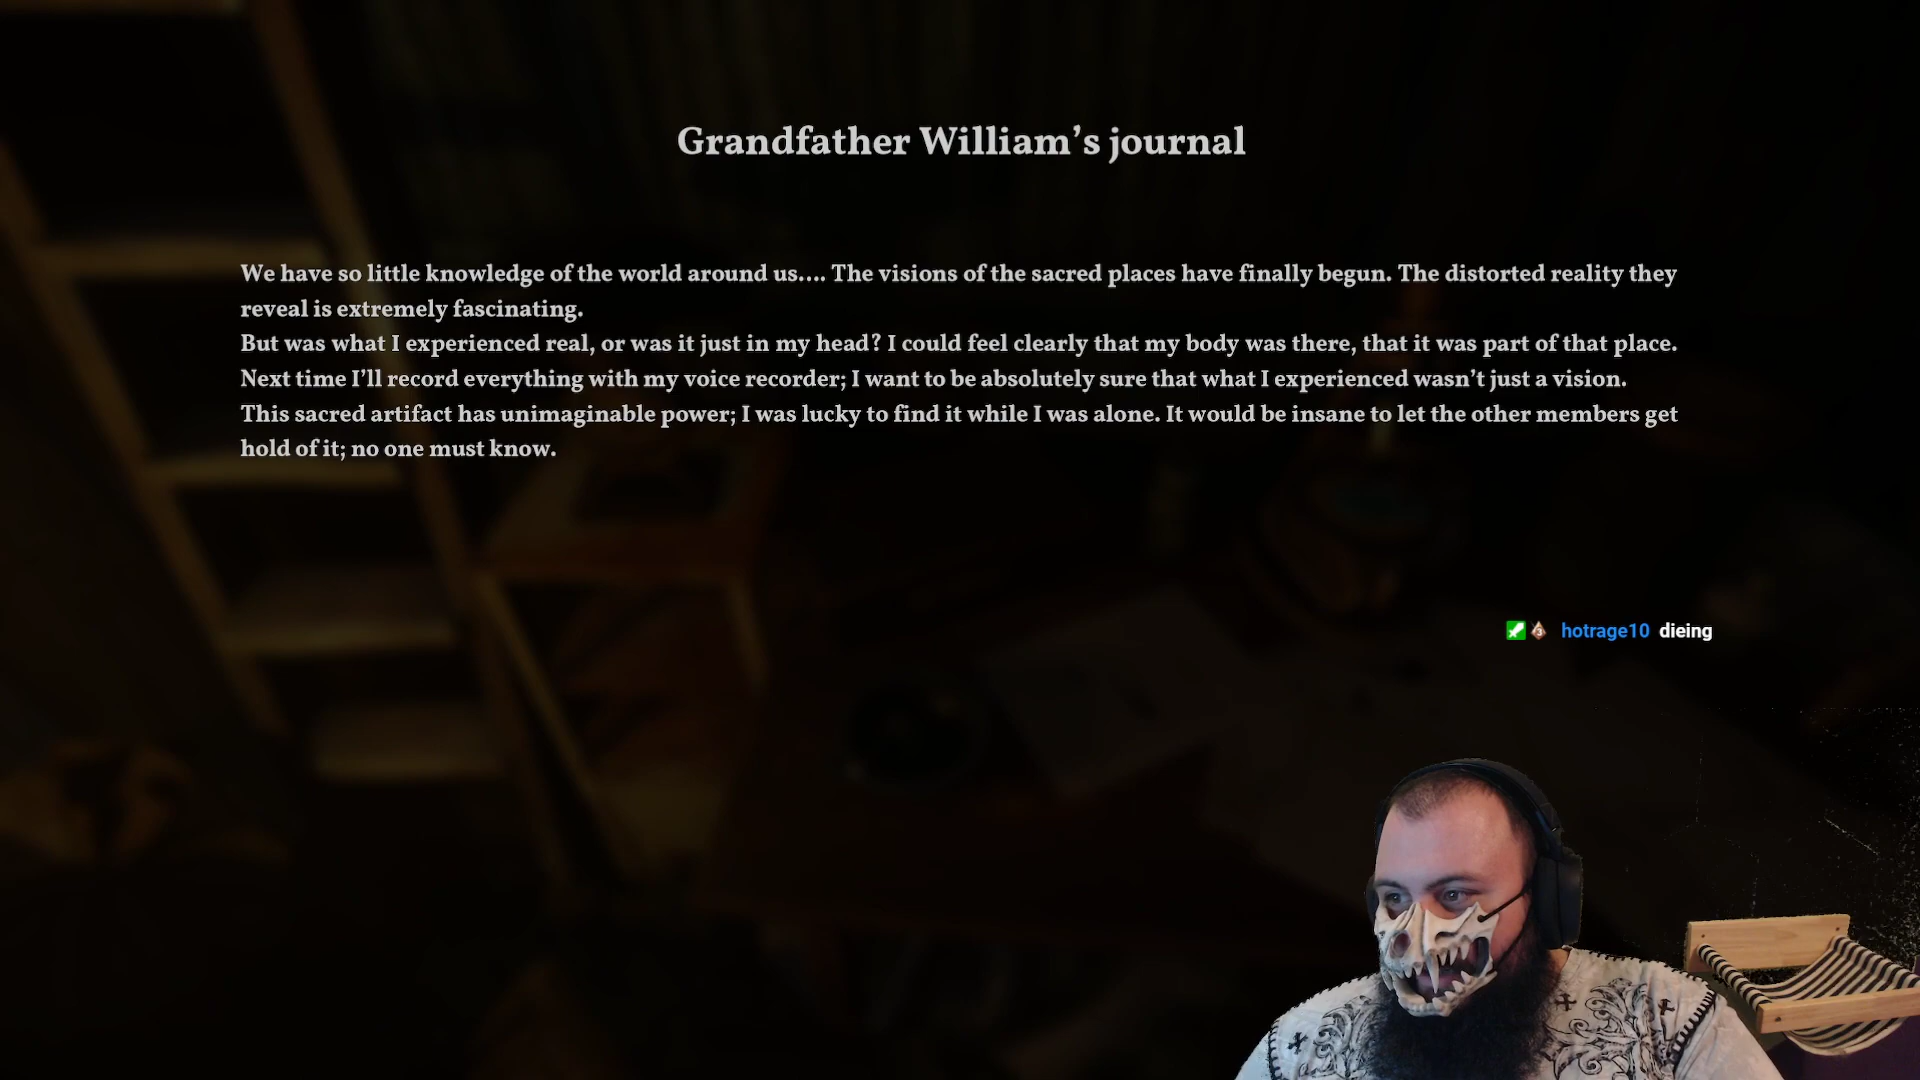 Grandfather William’s journal
We have so little knowledge of the world around us.... The visions of the sacred places have finally begun. The distorted reality they
reveal is extremely fascinating.
But was what I experienced real, or was it just in my head? I could feel clearly that my body was there, that it was part of that place.
Next time I’ll record everything with my voice recorder; I want to be absolutely sure that what I experienced wasn’t just a vision.
This sacred artifact has unimaginable power; I was lucky to find it while I was alone. It would be insane to let the other members get
hold of it; no one must know.
hotrage10 dieing